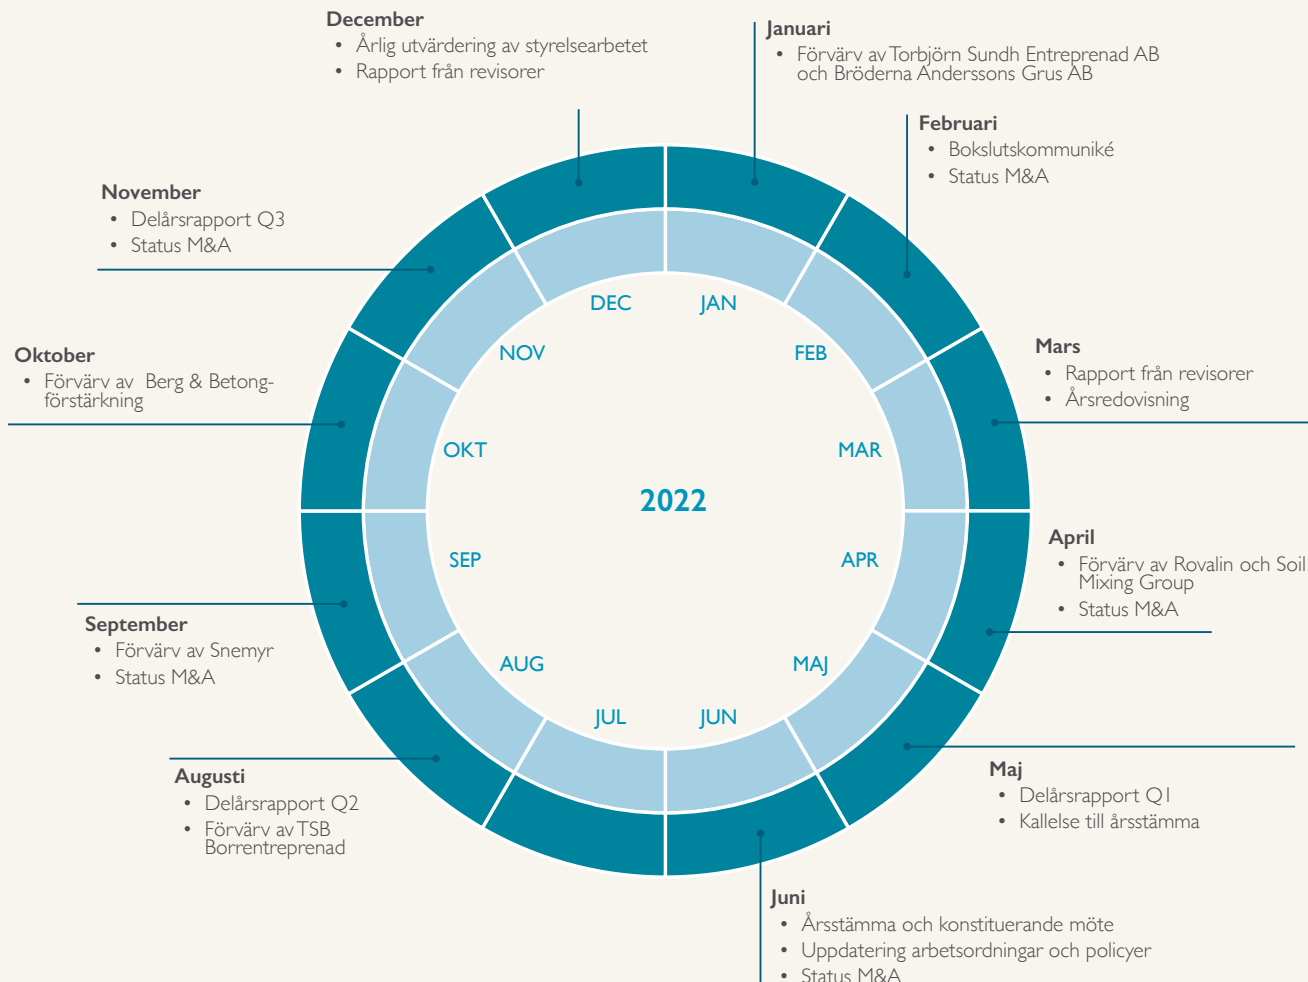 December
• Årlig utvärdering av styrelsearbetet
• Rapport från revisorer
Januari
• Förvärv av Torbjörn Sundh Entreprenad AB
och Bröderna Anderssons Grus AB
Februari
• Bokslutskommuniké
• Status M&A
November
• Delårsrapport Q3
• Status M&A
Oktober
• Förvärv av Berg & Betong-
förstärkning
Mars
• Rapport från revisorer
• Årsredovisning
DEC
JAN
NOV
FEB
OKT
MAR
2022
SEP
APR
AUG
MAJ
JUL
JUN
April
• Förvärv av Rovalin och Soil
Mixing Group
• Status M&A
September
• Förvärv av Snemyr
• Status M&A
Augusti
• Delårsrapport Q2
• Förvärv av TSB
Borrentreprenad
Maj
• Delårsrapport Q1
• Kallelse till årsstämma
Juni
• Årsstämma och konstituerande möte
• Uppdatering arbetsordningar och policyer
• Status M&A